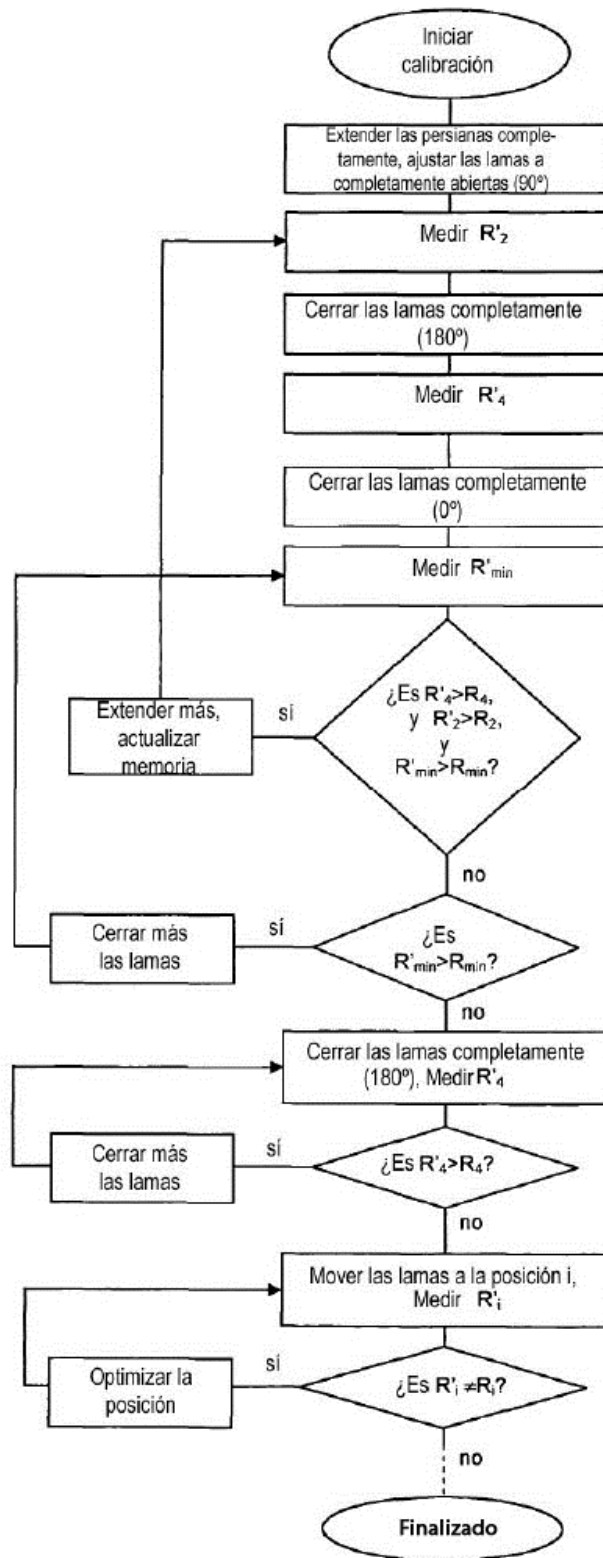 Iniciar
calibración
Extender las persianas comple-
tamente, ajustar las lamas a
completamente abiertas (90º)
Medir R'₂
Cerrar las lamas completamente
(180º)
Medir R'₄
Cerrar las lamas completamente
(0º)
Medir R'min
¿Es R'₄>R₄,
y R'₂>R₂,
y
R'min>Rmin?
sí
Extender más,
actualizar
memoria
no
¿Es
R'min>Rmin?
sí
Cerrar más
las lamas
no
Cerrar las lamas completamente
(180º), Medir R'₄
¿Es R'₄>R₄?
sí
Cerrar más
las lamas
no
Mover las lamas a la posición i,
Medir R'i
¿Es R'i ≠Ri?
sí
Optimizar la
posición
no
Finalizado